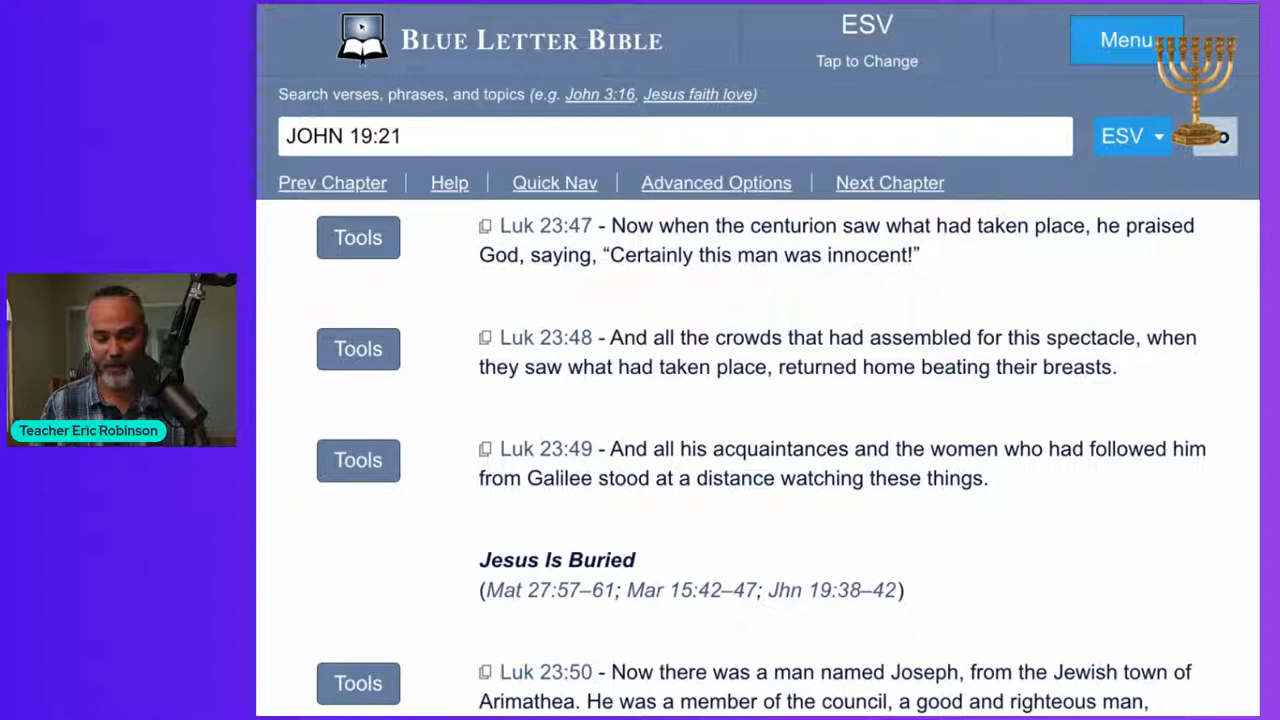 BLUE LETTER BIBLE
ESV
Tap to Change
Menu
Search verses, phrases, and topics (e.g. John 3:16, Jesus faith love)
JOHN 19:21
ESV
Prev Chapter | Help | Quick Nav | Advanced Options | Next Chapter
Tools
Luk 23:47 - Now when the centurion saw what had taken place, he praised
God, saying, “Certainly this man was innocent!”
Tools
Luk 23:48 - And all the crowds that had assembled for this spectacle, when
they saw what had taken place, returned home beating their breasts.
Tools
Luk 23:49 - And all his acquaintances and the women who had followed him
from Galilee stood at a distance watching these things.
Jesus Is Buried
(Mat 27:57–61; Mar 15:42–47; Jhn 19:38–42)
Tools
Luk 23:50 - Now there was a man named Joseph, from the Jewish town of
Arimathea. He was a member of the council, a good and righteous man,
Teacher Eric Robinson